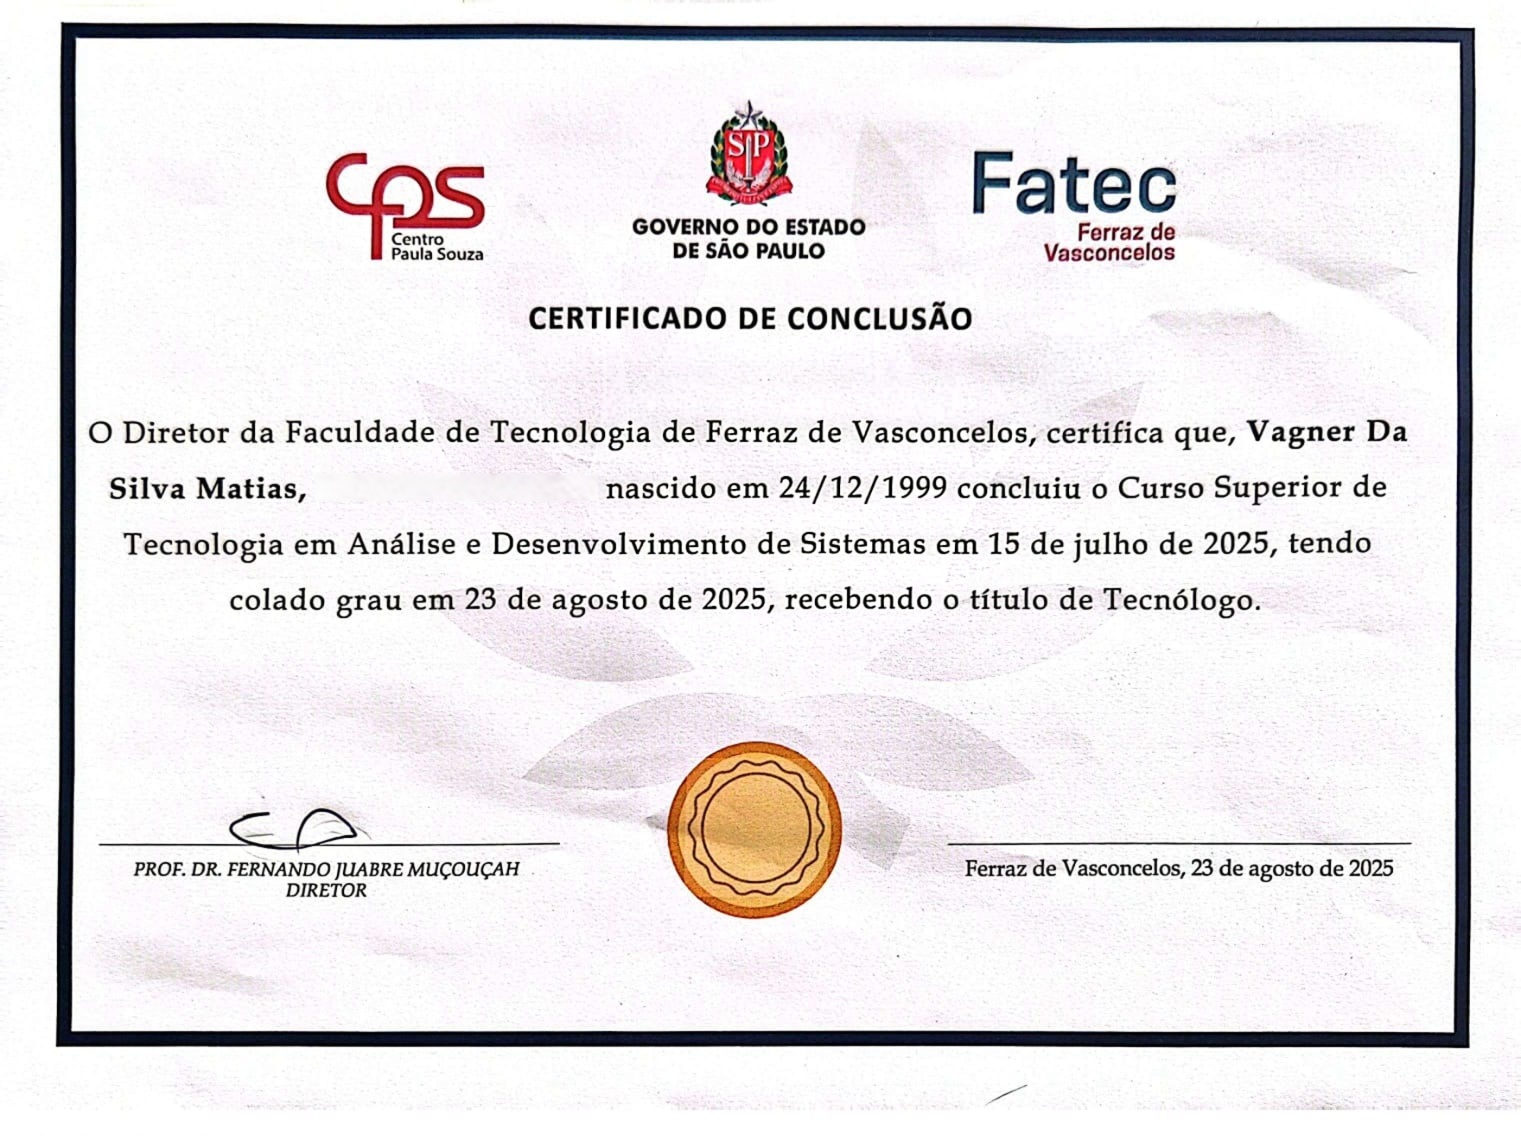 cps
Centro
Paula Souza
SP
GOVERNO DO ESTADO
DE SÃO PAULO
Fatec
Ferraz de
Vasconcelos
CERTIFICADO DE CONCLUSÃO
O Diretor da Faculdade de Tecnologia de Ferraz de Vasconcelos, certifica que, Vagner Da
Silva Matias, nascido em 24/12/1999 concluiu o Curso Superior de
Tecnologia em Análise e Desenvolvimento de Sistemas em 15 de julho de 2025, tendo
colado grau em 23 de agosto de 2025, recebendo o título de Tecnólogo.
PROF. DR. FERNANDO JUABRE MUÇOUÇAH
DIRETOR
Ferraz de Vasconcelos, 23 de agosto de 2025